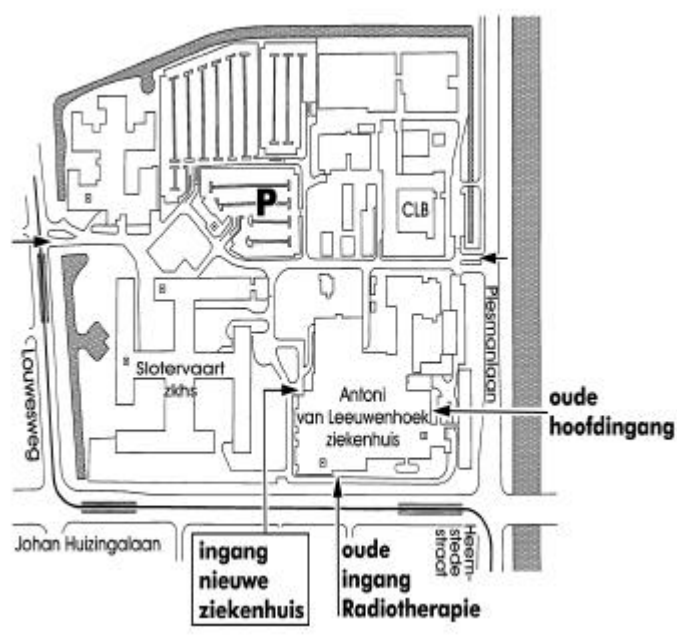 P
CLB
Plesmanlaan
Slotervaart
zkhs
Antoni
van Leeuwenhoek
ziekenhuis
Louwesweg
oude
hoofdingang
Johan Huizingalaan
Heem-
stede
straat
ingang
nieuwe
ziekenhuis
oude
ingang
Radiotherapie